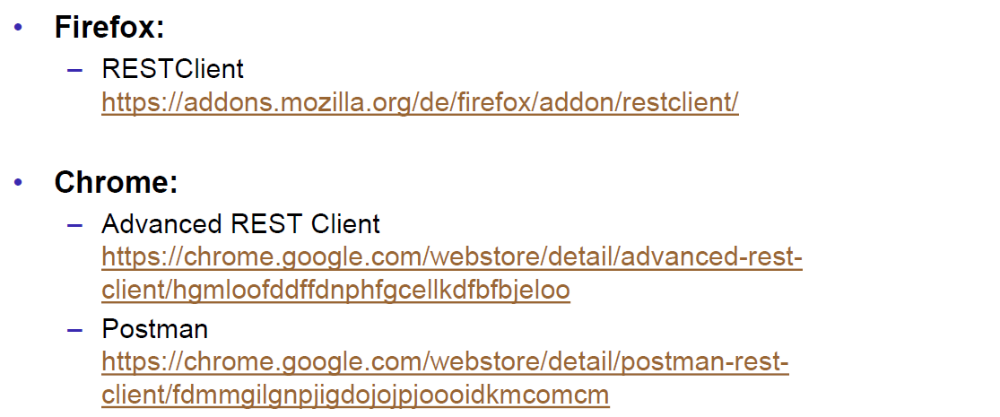 • Firefox:
– RESTClient
https://addons.mozilla.org/de/firefox/addon/restclient/
• Chrome:
– Advanced REST Client
https://chrome.google.com/webstore/detail/advanced-rest-
client/hgmloofddffdnphfgcellkdfbfbjeloo
– Postman
https://chrome.google.com/webstore/detail/postman-rest-
client/fdmmgilgnpjigdojojpjoooidkmcomcm